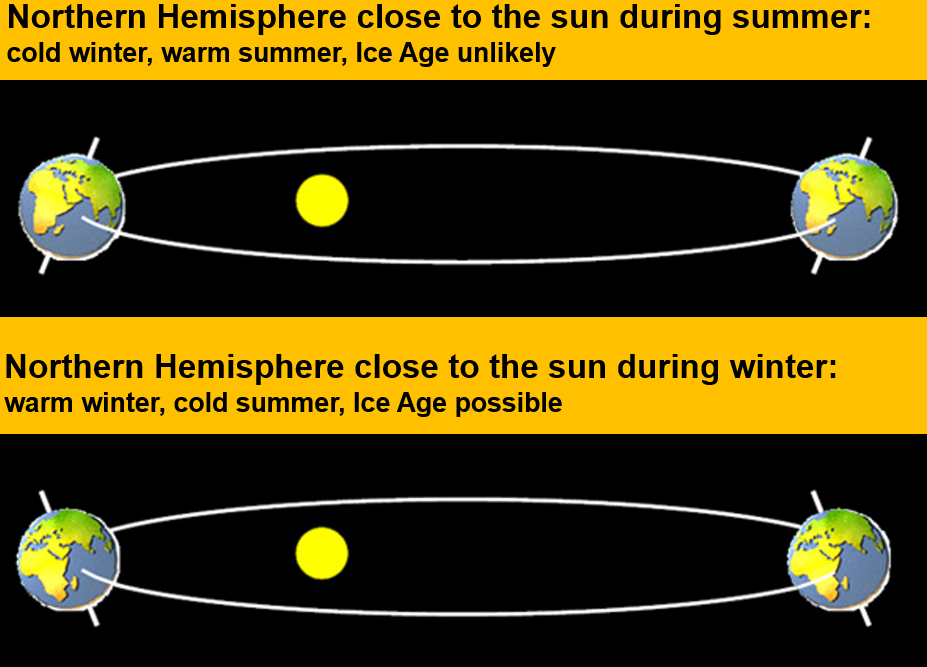 Northern Hemisphere close to the sun during summer:
cold winter, warm summer, Ice Age unlikely
Northern Hemisphere close to the sun during winter:
warm winter, cold summer, Ice Age possible